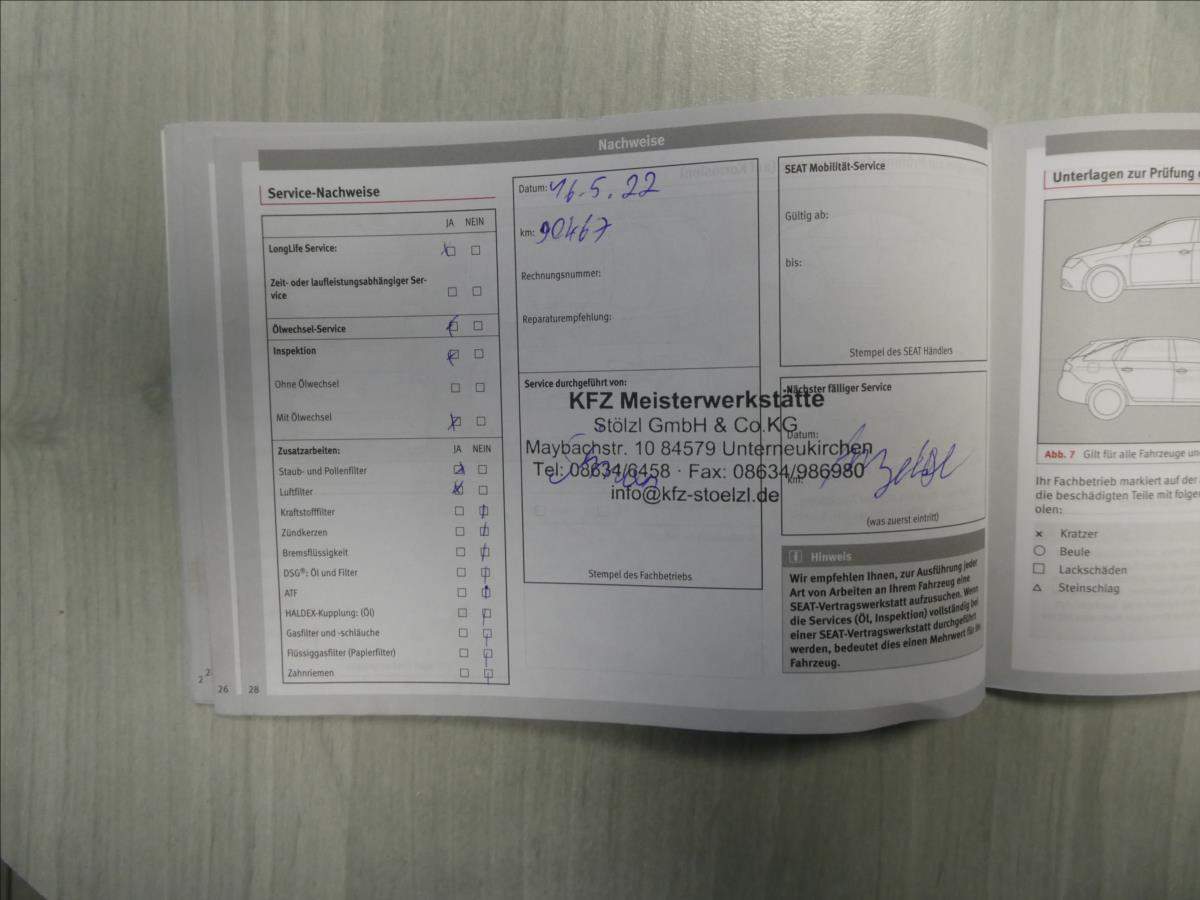 Nachweise
Service-Nachweise
JA NEIN
LongLife Service:
Zeit- oder laufleistungsabhängiger Ser-
vice
Ölwechsel-Service
Inspektion
Ohne Ölwechsel
Mit Ölwechsel
Zusatzarbeiten: JA NEIN
Staub- und Pollenfilter
Luftfilter
Kraftstofffilter
Zündkerzen
Bremsflüssigkeit
DSG®: Öl und Filter
ATF
HALDEX-Kupplung: (Öl)
Gasfilter und -schläuche
Flüssiggasfilter (Papierfilter)
Zahnriemen
2
2
26
28
Datum: 16.5.22
km: 90467
Rechnungsnummer:
Reparaturempfehlung:
Service durchgeführt von:
KFZ Meisterwerkstätte
Stölzl GmbH & Co.KG
Maybachstr. 10 84579 Unterneukirchen
Tel: 08634/6458 · Fax: 08634/986980
info@kfz-stoelzl.de
Stempel des Fachbetriebs
SEAT Mobilität-Service
Gültig ab:
bis:
Stempel des SEAT Händlers
Nächster fälliger Service
Datum:
km:
(was zuerst eintritt)
Hinweis
Wir empfehlen Ihnen, zur Ausführung jeder
Art von Arbeiten an Ihrem Fahrzeug eine
SEAT-Vertragswerkstatt aufzusuchen. Wenn
die Services (Öl, Inspektion) vollständig bei
einer SEAT-Vertragswerkstatt durchgeführt
werden, bedeutet dies einen Mehrwert für Ihr
Fahrzeug.
Unterlagen zur Prüfung
Abb. 7 Gilt für alle Fahrzeuge
Ihr Fachbetrieb markiert auf der
die beschädigten Teile mit
olen:
× Kratzer
○ Beule
□ Lackschäden
△ Steinschlag